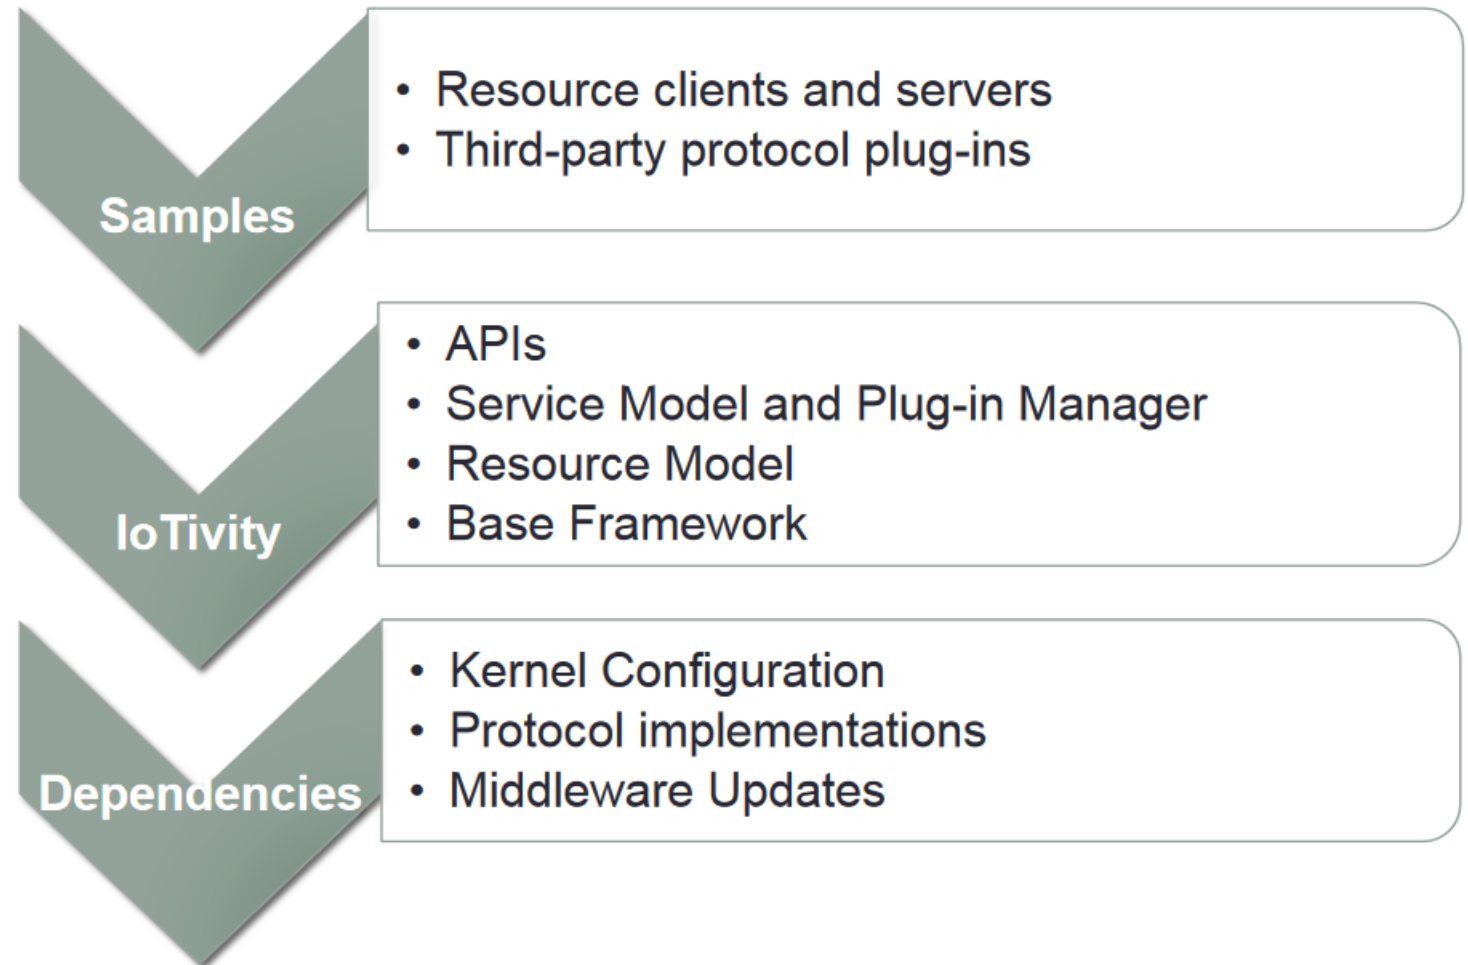 Samples
• Resource clients and servers
• Third-party protocol plug-ins
IoTivity
• APIs
• Service Model and Plug-in Manager
• Resource Model
• Base Framework
Dependencies
• Kernel Configuration
• Protocol implementations
• Middleware Updates